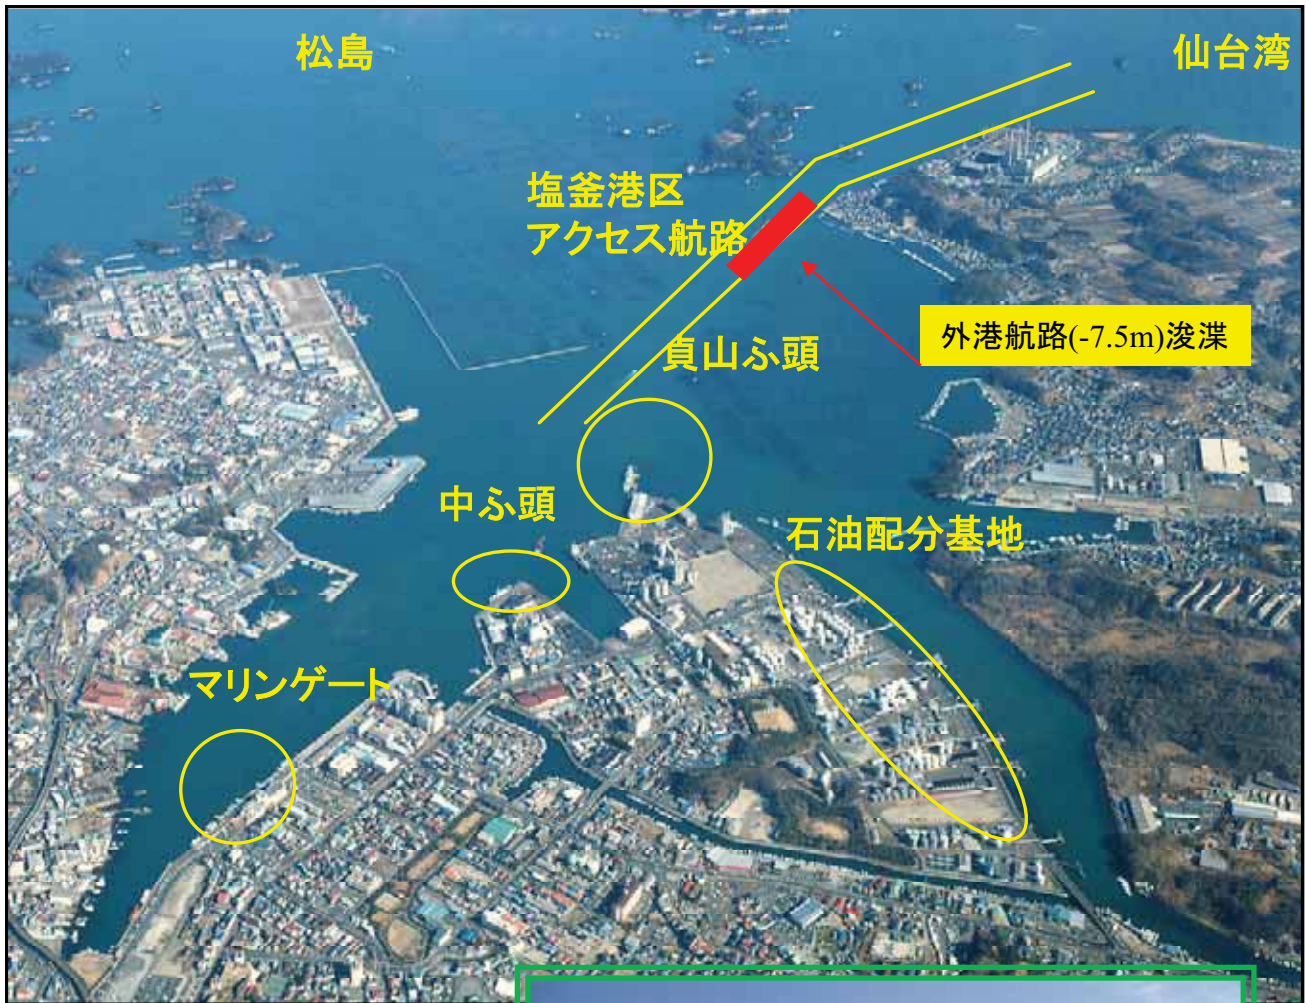 松島
仙台湾
塩釜港区
アクセス航路
外港航路(-7.5m)浚渫
貞山ふ頭
中ふ頭
石油配分基地
マリンゲート